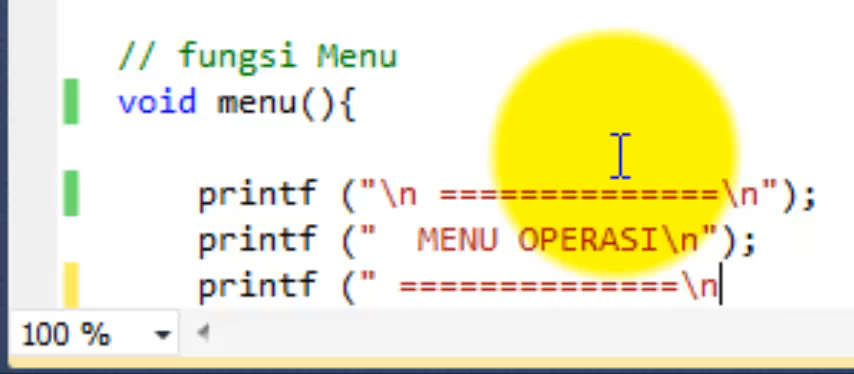 // fungsi Menu
void menu(){
printf ("\n ==============\n");
printf ("  MENU OPERASI\n");
printf (" ==============\n
100 %